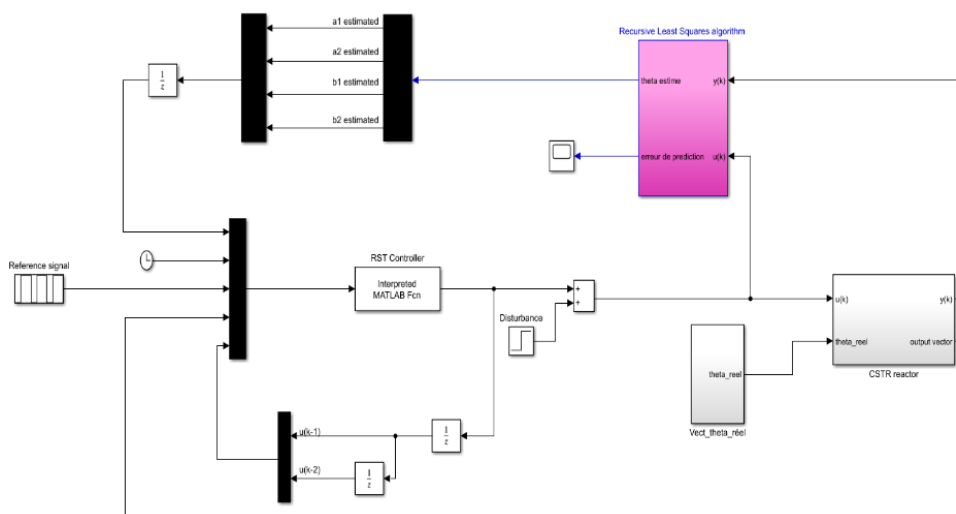 Recursive Least Squares algorithm
a1 estimated
a2 estimated
b1 estimated
b2 estimated
theta estime
y(k)
erreur de prediction
u(k)
1
z
Reference signal
RST Controller
Interpreted
MATLAB Fcn
Disturbance
+
+
u(k)
y(k)
theta_reel
output vector
CSTR reactor
theta_reel
Vect_theta_réel
u(k-1)
1
z
u(k-2)
1
z